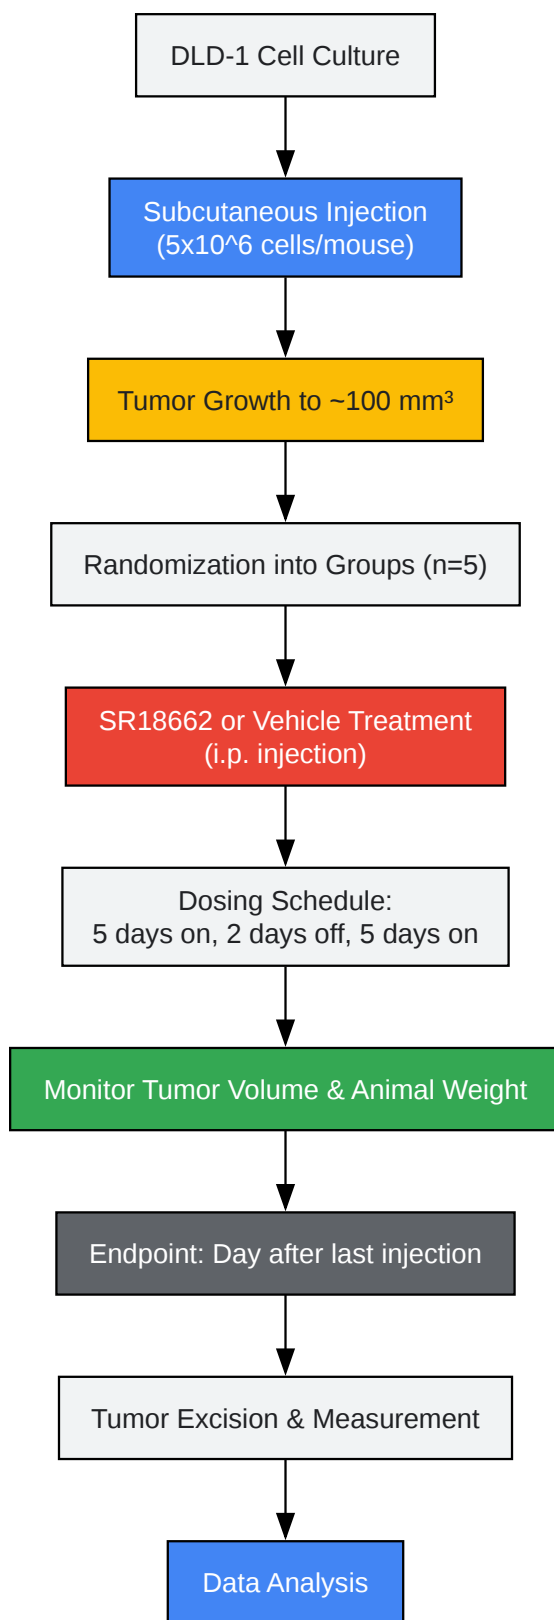 DLD-1 Cell Culture
Subcutaneous Injection
(5x10^6 cells/mouse)
Tumor Growth to ~100 mm³
Randomization into Groups (n=5)
SR18662 or Vehicle Treatment
(i.p. injection)
Dosing Schedule:
5 days on, 2 days off, 5 days on
Monitor Tumor Volume & Animal Weight
Endpoint: Day after last injection
Tumor Excision & Measurement
Data Analysis